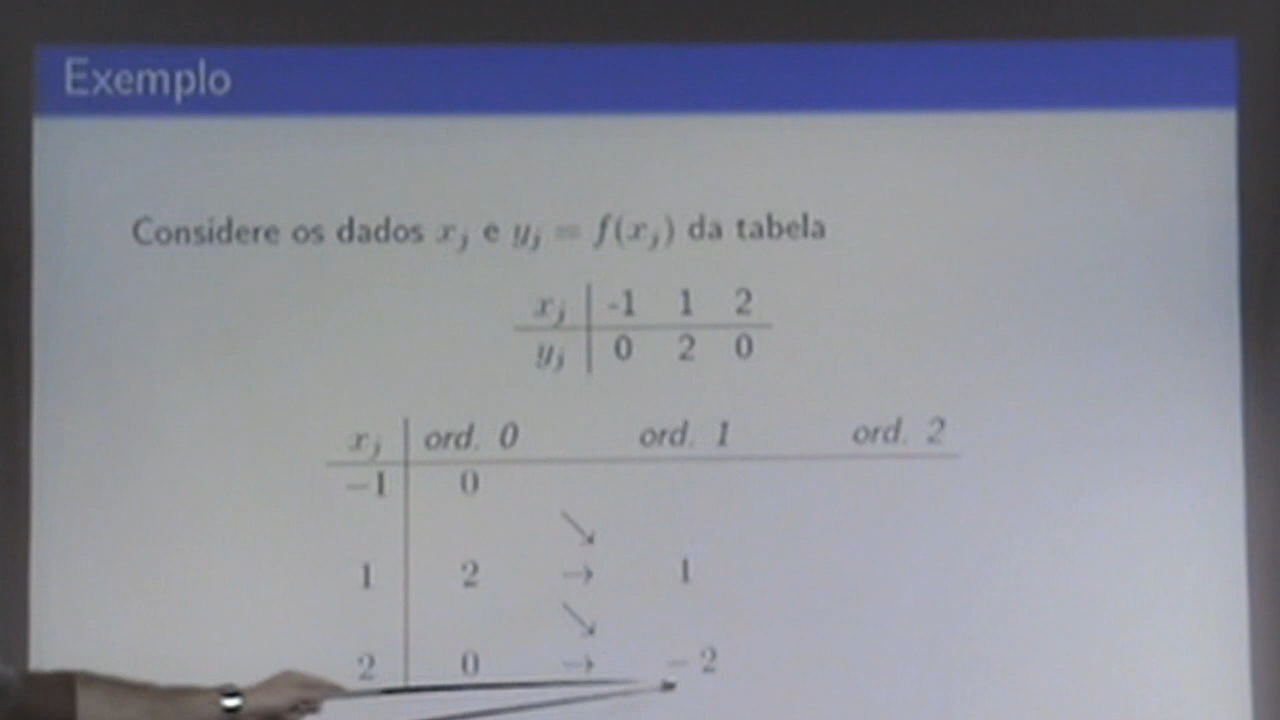 Exemplo
Considere os dados xj e yj = f(xj) da tabela
xj | -1 1 2
yj | 0 2 0
xj | ord. 0 ord. 1 ord. 2
−1 | 0
↘
1 | 2 → 1
↘
2 | 0 → −2